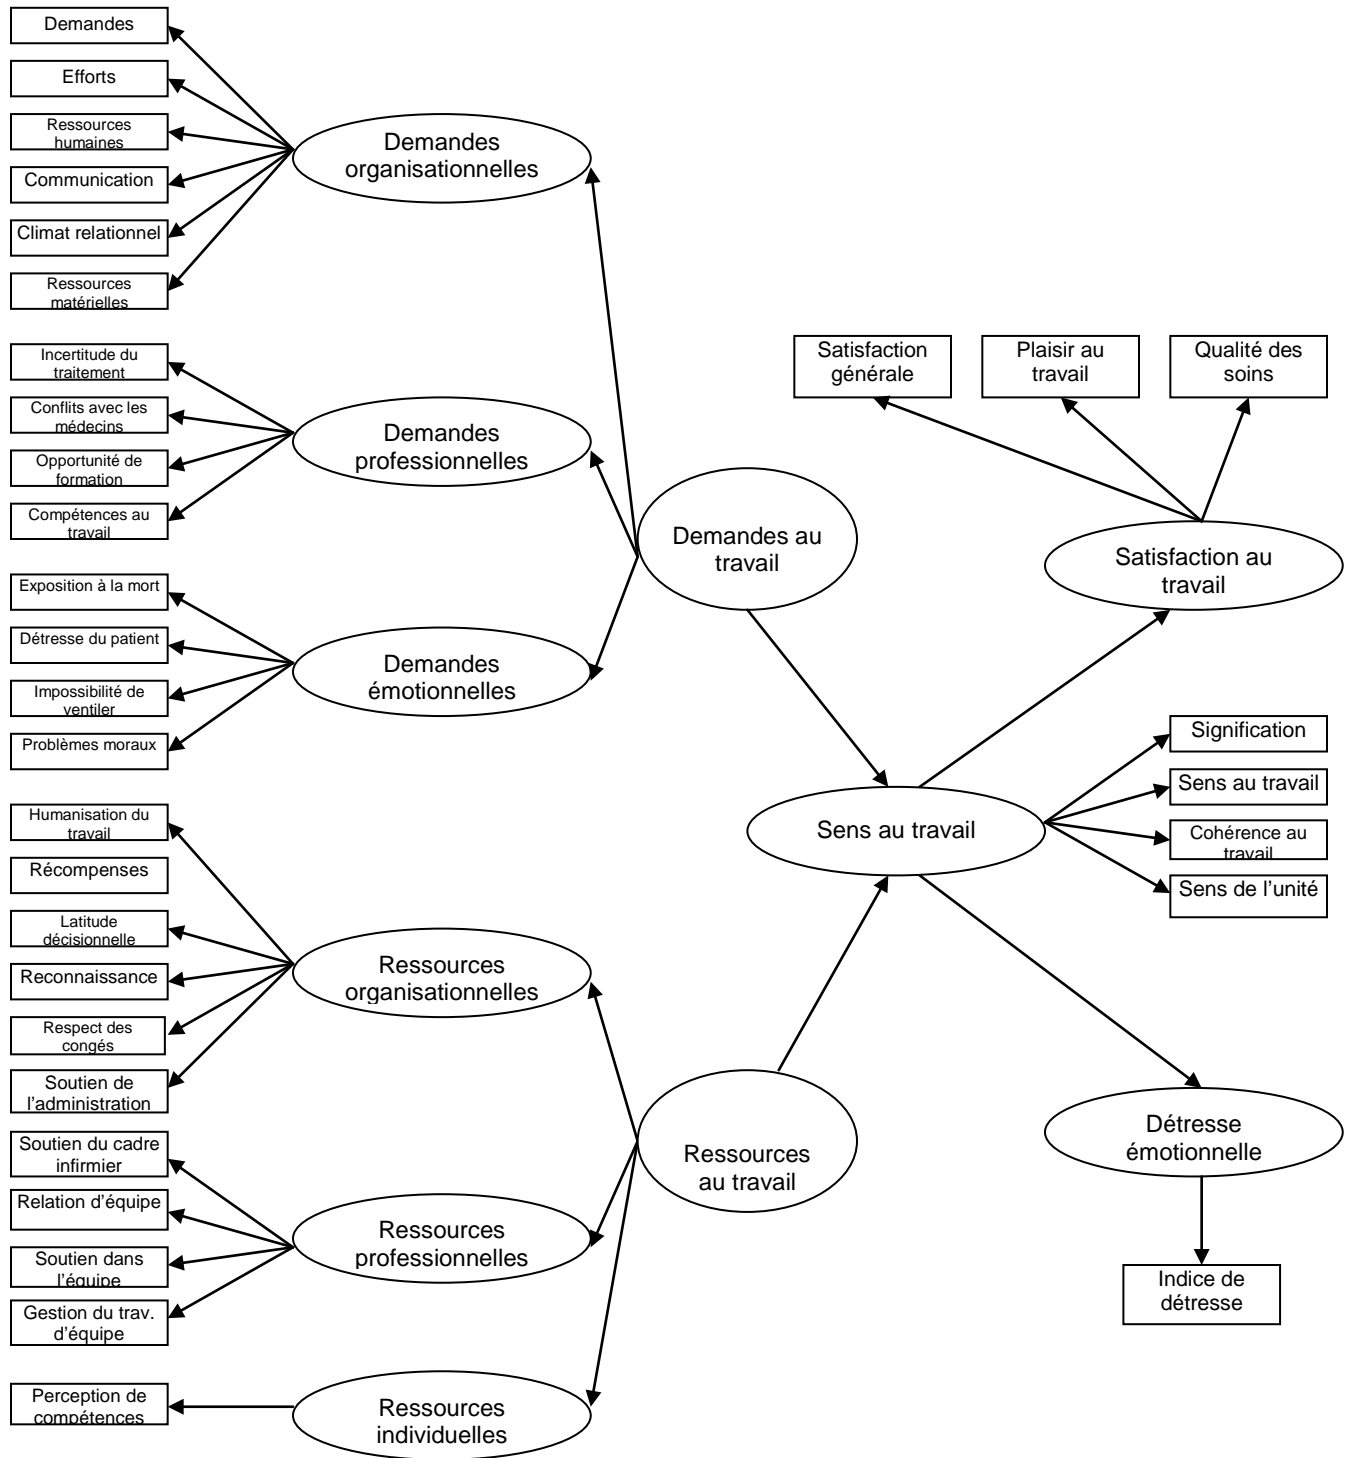 Demandes
Efforts
Ressources
humaines
Communication
Climat relationnel
Ressources
matérielles
Demandes
organisationnelles
Incertitude du
traitement
Conflits avec les
médecins
Opportunité de
formation
Compétences au
travail
Demandes
professionnelles
Exposition à la mort
Détresse du patient
Impossibilité de
ventiler
Problèmes moraux
Demandes
émotionnelles
Demandes au
travail
Humanisation du
travail
Récompenses
Latitude
décisionnelle
Reconnaissance
Respect des
congés
Soutien de
l'administration
Ressources
organisationnelles
Soutien du cadre
infirmier
Relation d'équipe
Soutien dans
l'équipe
Gestion du trav.
d'équipe
Ressources
professionnelles
Perception de
compétences
Ressources
individuelles
Ressources
au travail
Satisfaction
générale
Plaisir au
travail
Qualité des
soins
Satisfaction au
travail
Sens au travail
Signification
Sens au travail
Cohérence au
travail
Sens de l'unité
Détresse
émotionnelle
Indice de
détresse